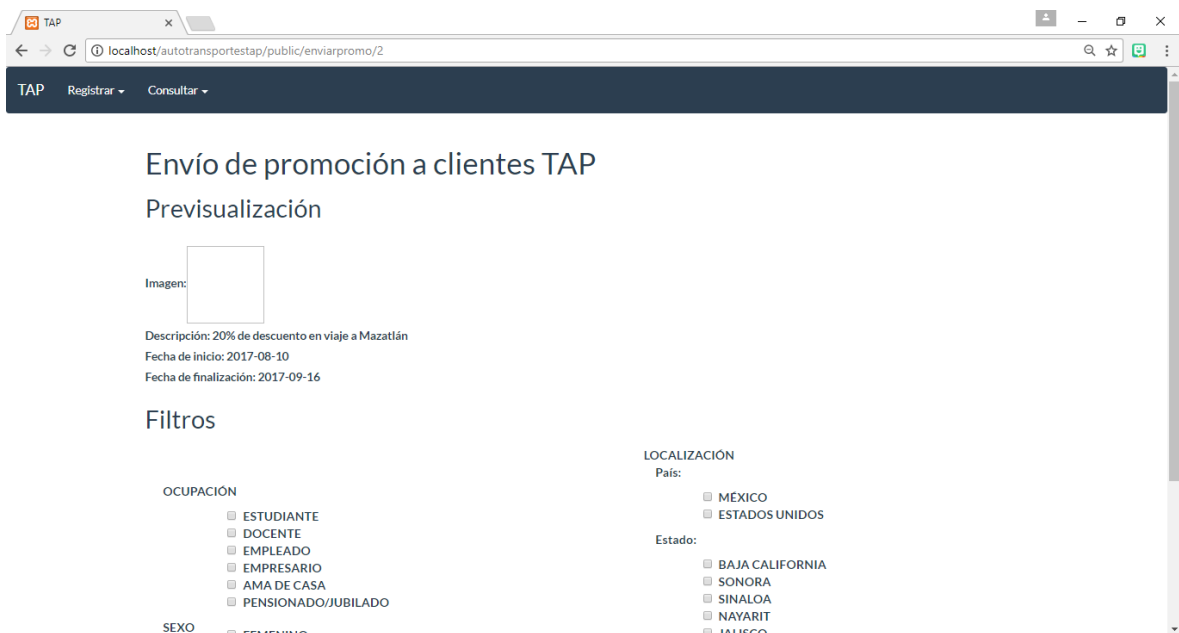 TAP
localhost/autotransportestap/public/enviarpromo/2
TAP Registrar Consultar
Envío de promoción a clientes TAP
Previsualización
Imagen:
Descripción: 20% de descuento en viaje a Mazatlán
Fecha de inicio: 2017-08-10
Fecha de finalización: 2017-09-16
Filtros
OCUPACIÓN
ESTUDIANTE
DOCENTE
EMPLEADO
EMPRESARIO
AMA DE CASA
PENSIONADO/JUBILADO
SEXO
FEMENINO
LOCALIZACIÓN
País:
MÉXICO
ESTADOS UNIDOS
Estado:
BAJA CALIFORNIA
SONORA
SINALOA
NAYARIT
JALISCO